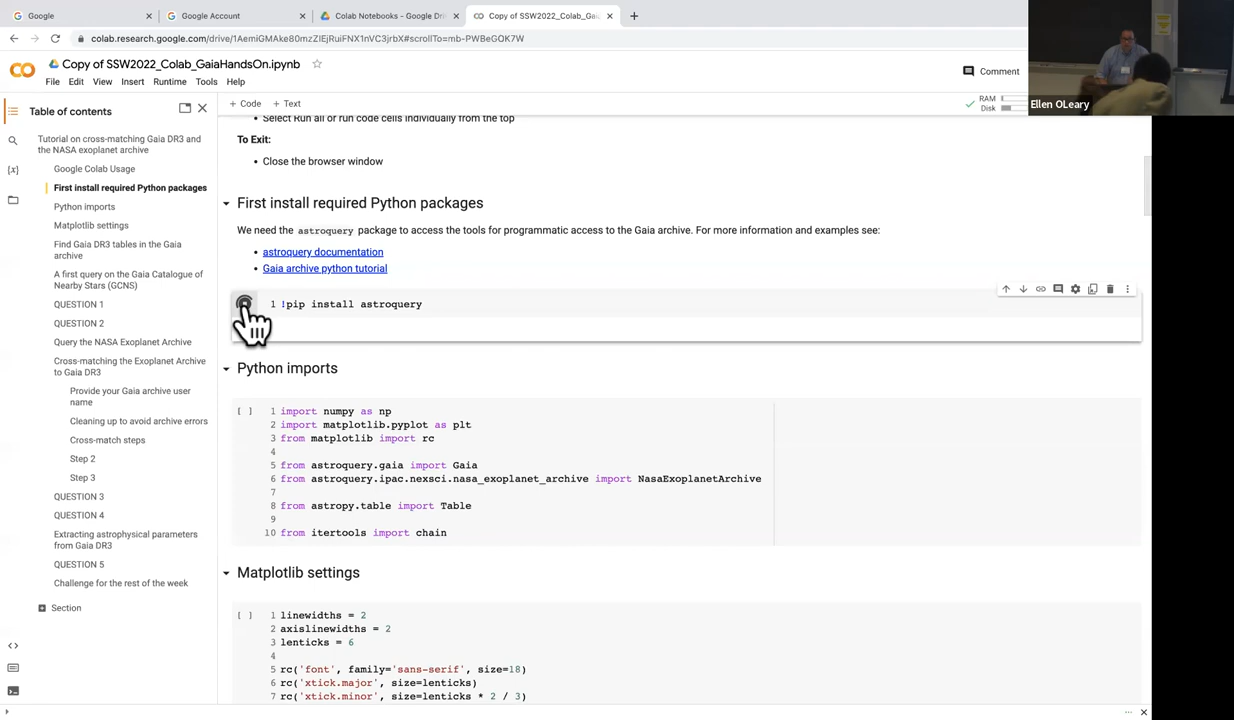 Google
Google Account
Colab Notebooks - Google Dri
Copy of SSW2022_Colab_Gai
colab.research.google.com/drive/1AemiGMAke80mzZIEjRuiFNX1nVC3jrbX#scrollTo=mb-PWBeGOK7W
Copy of SSW2022_Colab_GaiaHandsOn.ipynb
File Edit View Insert Runtime Tools Help
Comment
Ellen OLeary
Table of contents
+ Code + Text
RAM
Disk
Tutorial on cross-matching Gaia DR3 and
the NASA exoplanet archive
Google Colab Usage
First install required Python packages
Python imports
Matplotlib settings
Find Gaia DR3 tables in the Gaia
archive
A first query on the Gaia Catalogue of
Nearby Stars (GCNS)
QUESTION 1
QUESTION 2
Query the NASA Exoplanet Archive
Cross-matching the Exoplanet Archive
to Gaia DR3
Provide your Gaia archive user
name
Cleaning up to avoid archive errors
Cross-match steps
Step 2
Step 3
QUESTION 3
QUESTION 4
Extracting astrophysical parameters
from Gaia DR3
QUESTION 5
Challenge for the rest of the week
Section
Select Run all or run code cells individually from the top
To Exit:
Close the browser window
First install required Python packages
We need the astroquery package to access the tools for programmatic access to the Gaia archive. For more information and examples see:
astroquery documentation
Gaia archive python tutorial
1 !pip install astroquery
Python imports
[ ] 1 import numpy as np
2 import matplotlib.pyplot as plt
3 from matplotlib import rc
4
5 from astroquery.gaia import Gaia
6 from astroquery.ipac.nexsci.nasa_exoplanet_archive import NasaExoplanetArchive
7
8 from astropy.table import Table
9
10 from itertools import chain
Matplotlib settings
[ ] 1 linewidths = 2
2 axislinewidths = 2
3 lenticks = 6
4
5 rc('font', family='sans-serif', size=18)
6 rc('xtick.major', size=lenticks)
7 rc('xtick.minor', size=lenticks * 2 / 3)